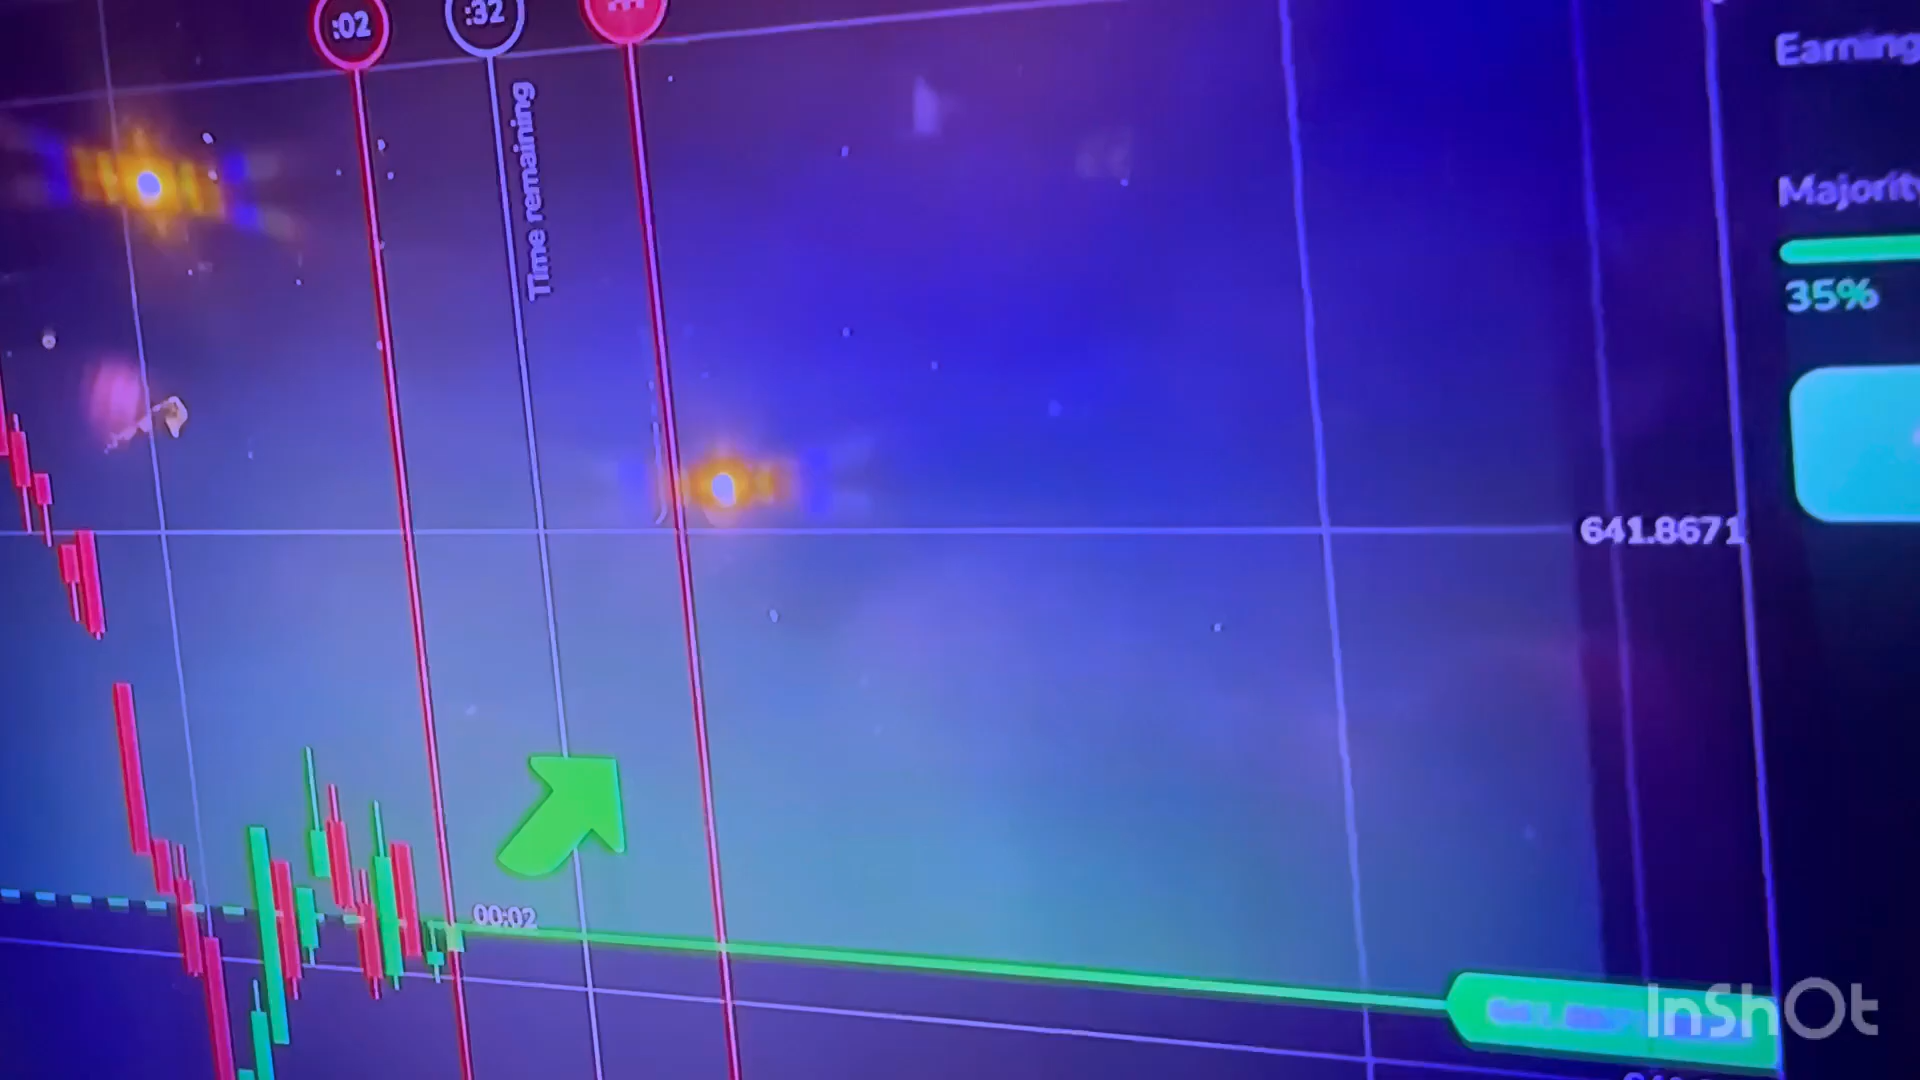 :02
:32
Time remaining
Earning
Majority
35%
641.8671
00:02
InShOt